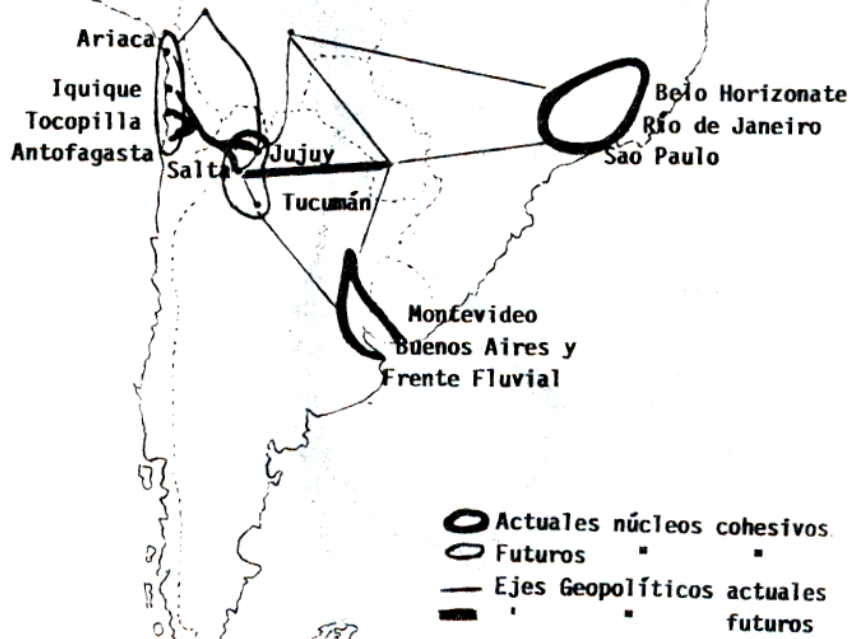 Ariaca
Iquique
Tocopilla
Antofagasta
Salta
Jujuy
Tucumán
Belo Horizonate
Río de Janeiro
Sao Paulo
Montevideo
Buenos Aires y
Frente Fluvial
Actuales núcleos cohesivos
Futuros " "
Ejes Geopolíticos actuales
' " futuros